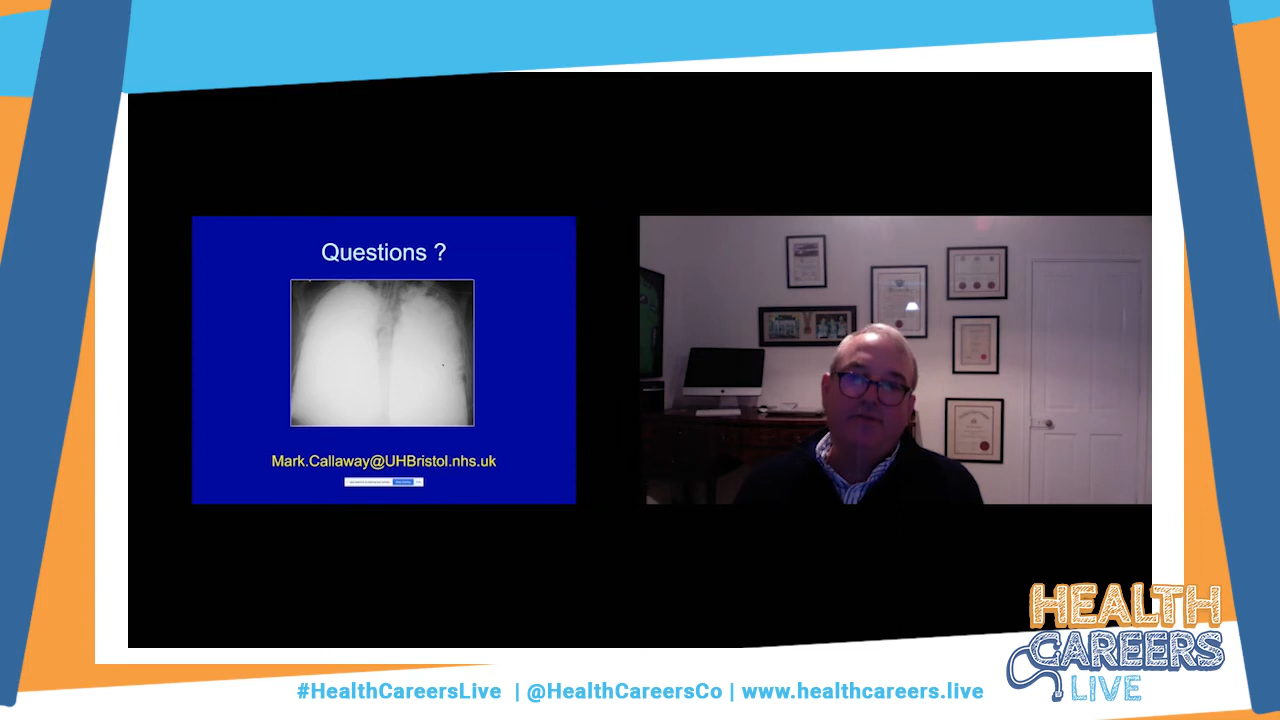 Questions ?
Mark.Callaway@UHBristol.nhs.uk
HEALTH
CAREERS
LIVE
#HealthCareersLive | @HealthCareersCo | www.healthcareers.live